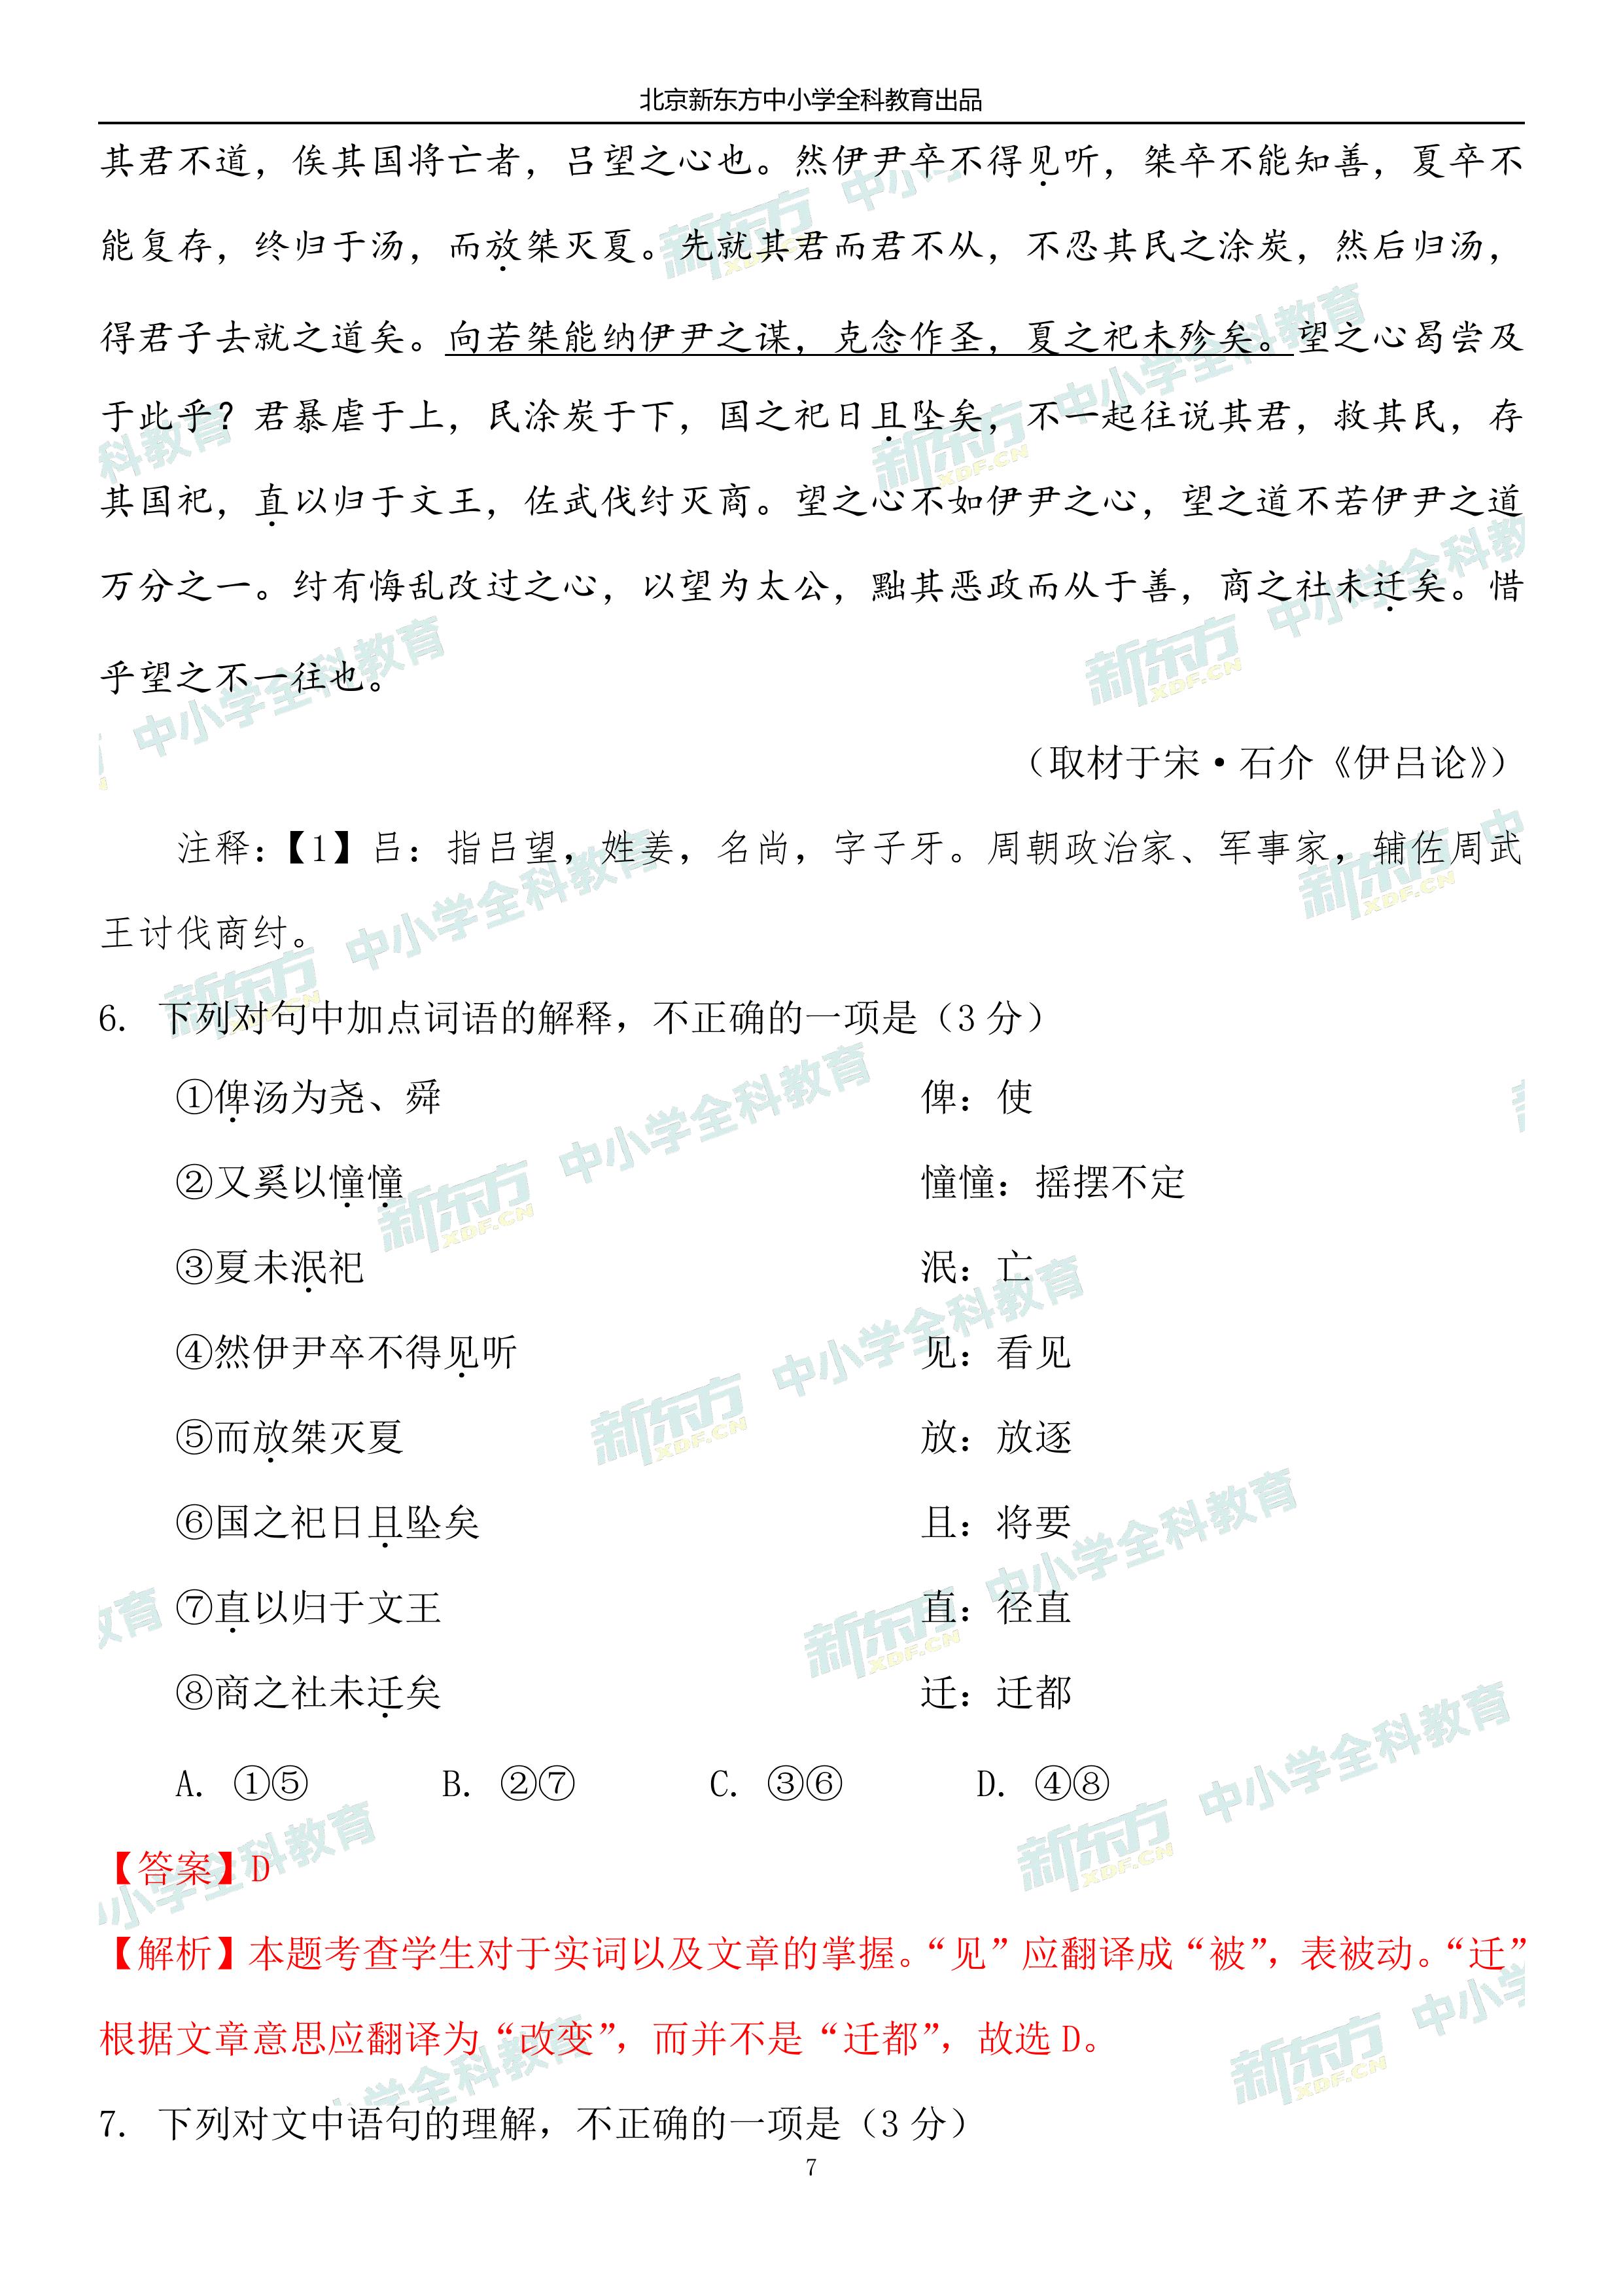 北京新东方中小学全科教育出品
其君不道，俟其国将亡者，吕望之心也。然伊尹卒不得见听，桀卒不能知善，夏卒不
能复存，终归于汤，而放桀灭夏。先就其君而君不从，不忍其民之涂炭，然后归汤，
得君子去就之道矣。向若桀能纳伊尹之谋，克念作圣，夏之祀未殄矣。望之心曷尝及
于此乎？君暴虐于上，民涂炭于下，国之祀日且坠矣，不一起往说其君，救其民，存
其国祀，直以归于文王，佐武伐纣灭商。望之心不如伊尹之心，望之道不若伊尹之道
万分之一。纣有悔乱改过之心，以望为太公，黜其恶政而从于善，商之社未迁矣。惜
乎望之不一往也。
（取材于宋·石介《伊吕论》）
注释：【1】吕：指吕望，姓姜，名尚，字子牙。周朝政治家、军事家，辅佐周武
王讨伐商纣。
6. 下列对句中加点词语的解释，不正确的一项是（3 分）
①俾汤为尧、舜 俾：使
②又奚以憧憧 憧憧：摇摆不定
③夏未泯祀 泯：亡
④然伊尹卒不得见听 见：看见
⑤而放桀灭夏 放：放逐
⑥国之祀日且坠矣 且：将要
⑦直以归于文王 直：径直
⑧商之社未迁矣 迁：迁都
A. ①⑤ B. ②⑦ C. ③⑥ D. ④⑧
【答案】D
【解析】本题考查学生对于实词以及文章的掌握。“见”应翻译成“被”，表被动。“迁”
根据文章意思应翻译为“改变”，而并不是“迁都”，故选 D。
7. 下列对文中语句的理解，不正确的一项是（3 分）
7